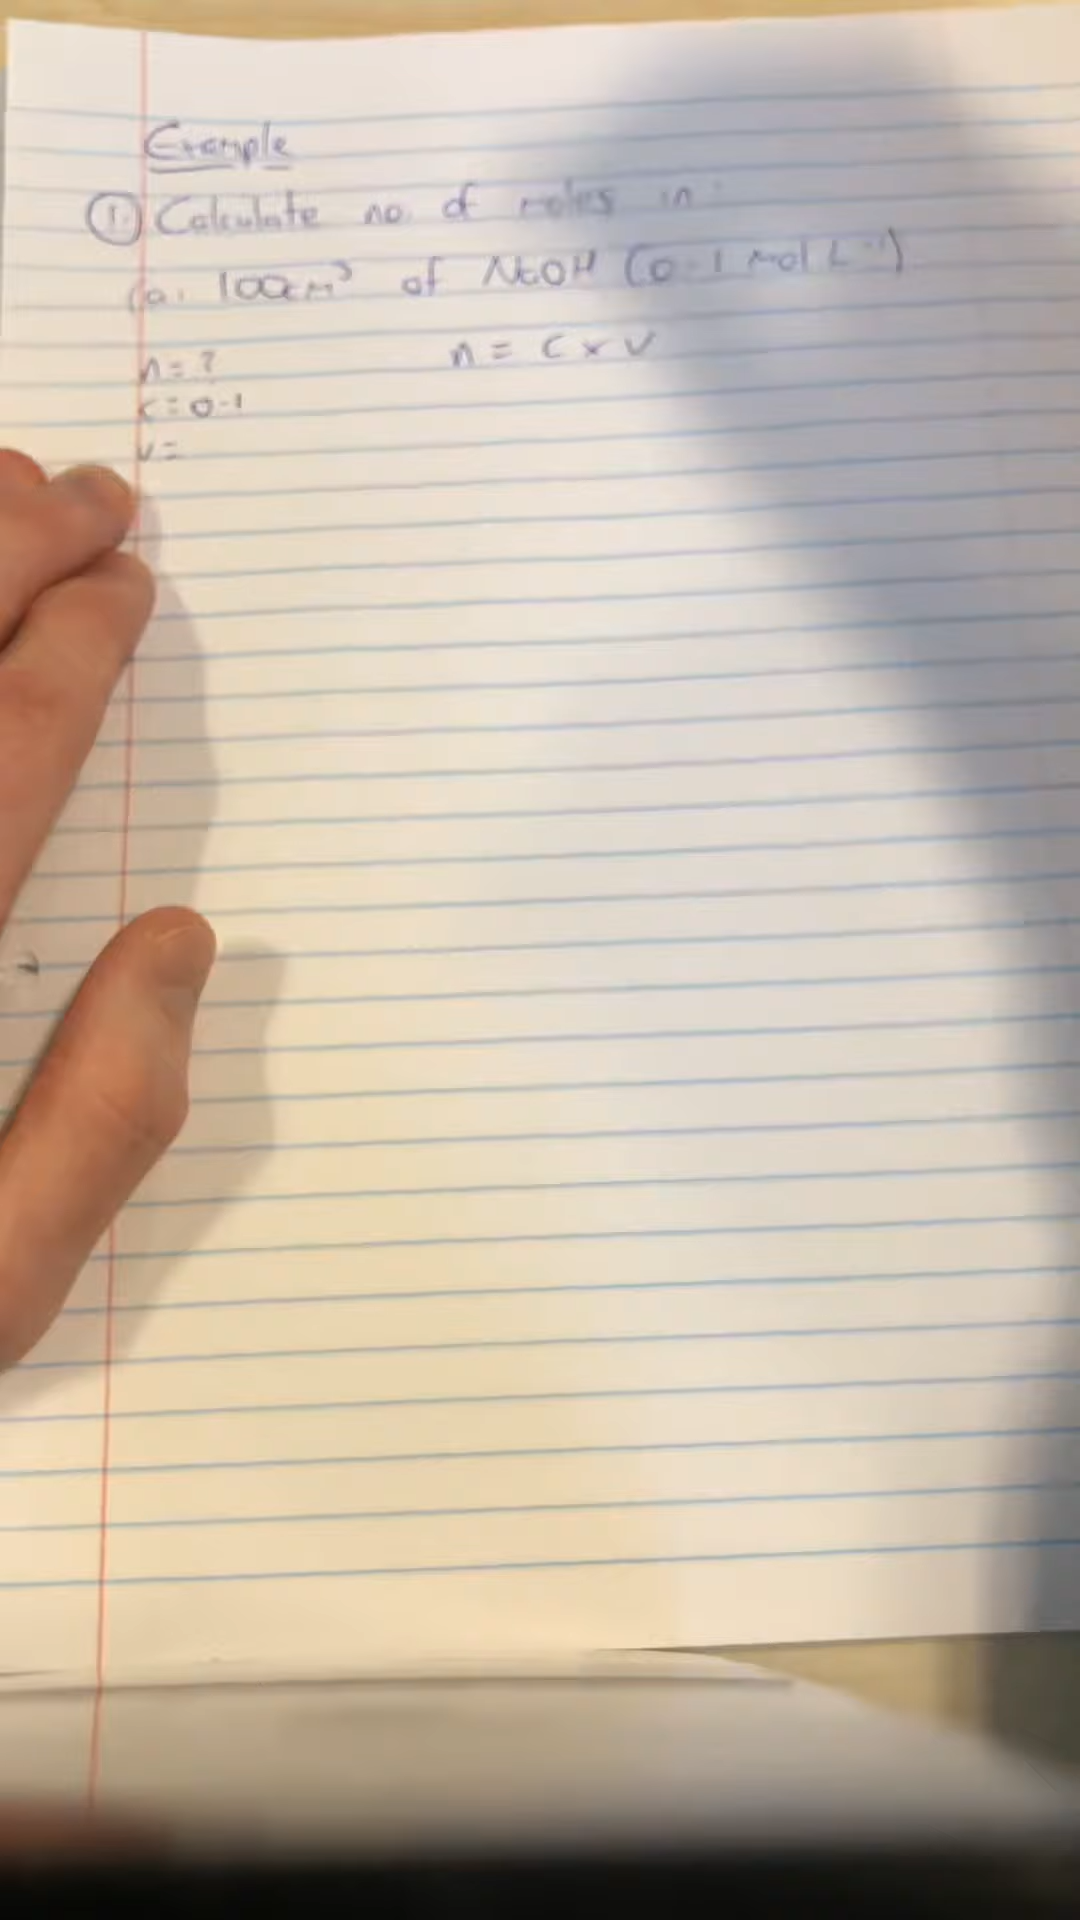 Example
1. Calculate no. of moles in:
(a. 100cm³ of NaOH (0.1 mol L⁻¹)
n = ? n = c x v
c = 0.1
v =